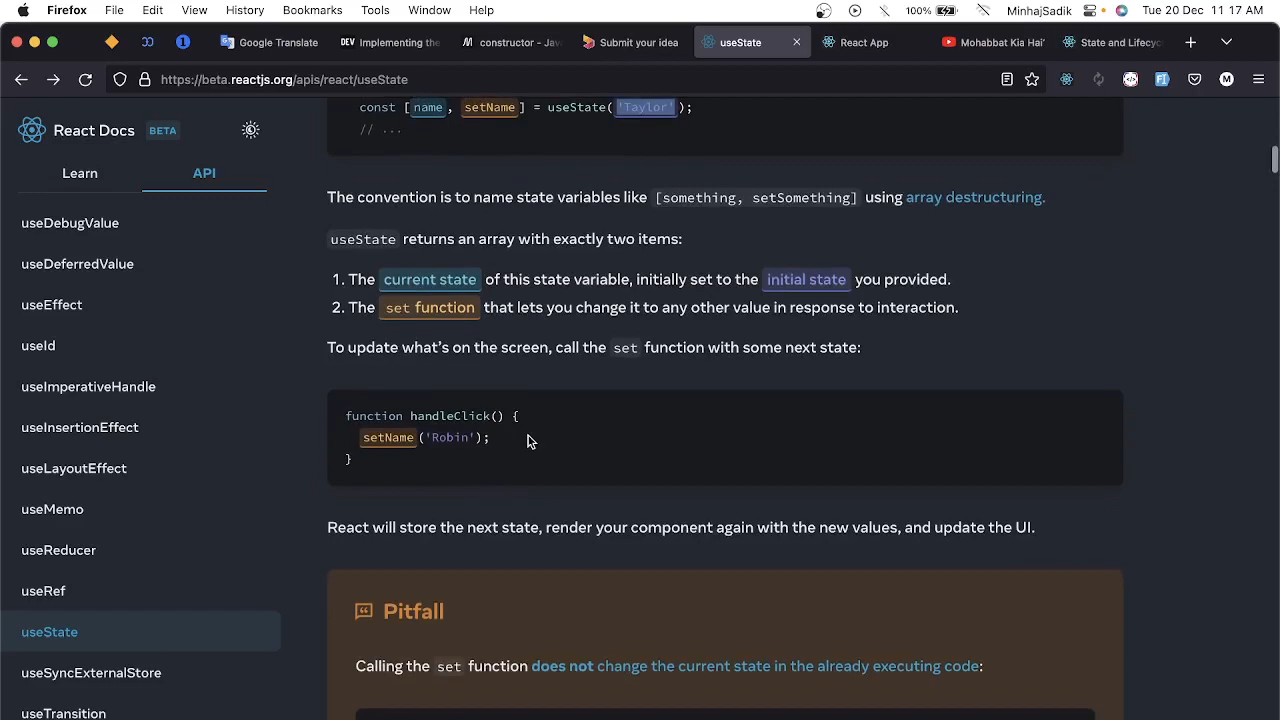 Firefox File Edit View History Bookmarks Tools Window Help 100% MinhajSadik Tue 20 Dec 11 17 AM
1 Google Translate DEV Implementing the constructor - Jav Submit your idea useState React App Mohabbat Kia Hai' State and Lifecyc
https://beta.reactjs.org/apis/react/useState M
React Docs BETA
Learn API
useDebugValue
useDeferredValue
useEffect
useId
useImperativeHandle
useInsertionEffect
useLayoutEffect
useMemo
useReducer
useRef
useState
useSyncExternalStore
useTransition
const [name, setName] = useState('Taylor');
// ...
The convention is to name state variables like [something, setSomething] using array destructuring.
useState returns an array with exactly two items:
1. The current state of this state variable, initially set to the initial state you provided.
2. The set function that lets you change it to any other value in response to interaction.
To update what's on the screen, call the set function with some next state:
function handleClick() {
setName('Robin');
}
React will store the next state, render your component again with the new values, and update the UI.
Pitfall
Calling the set function does not change the current state in the already executing code: